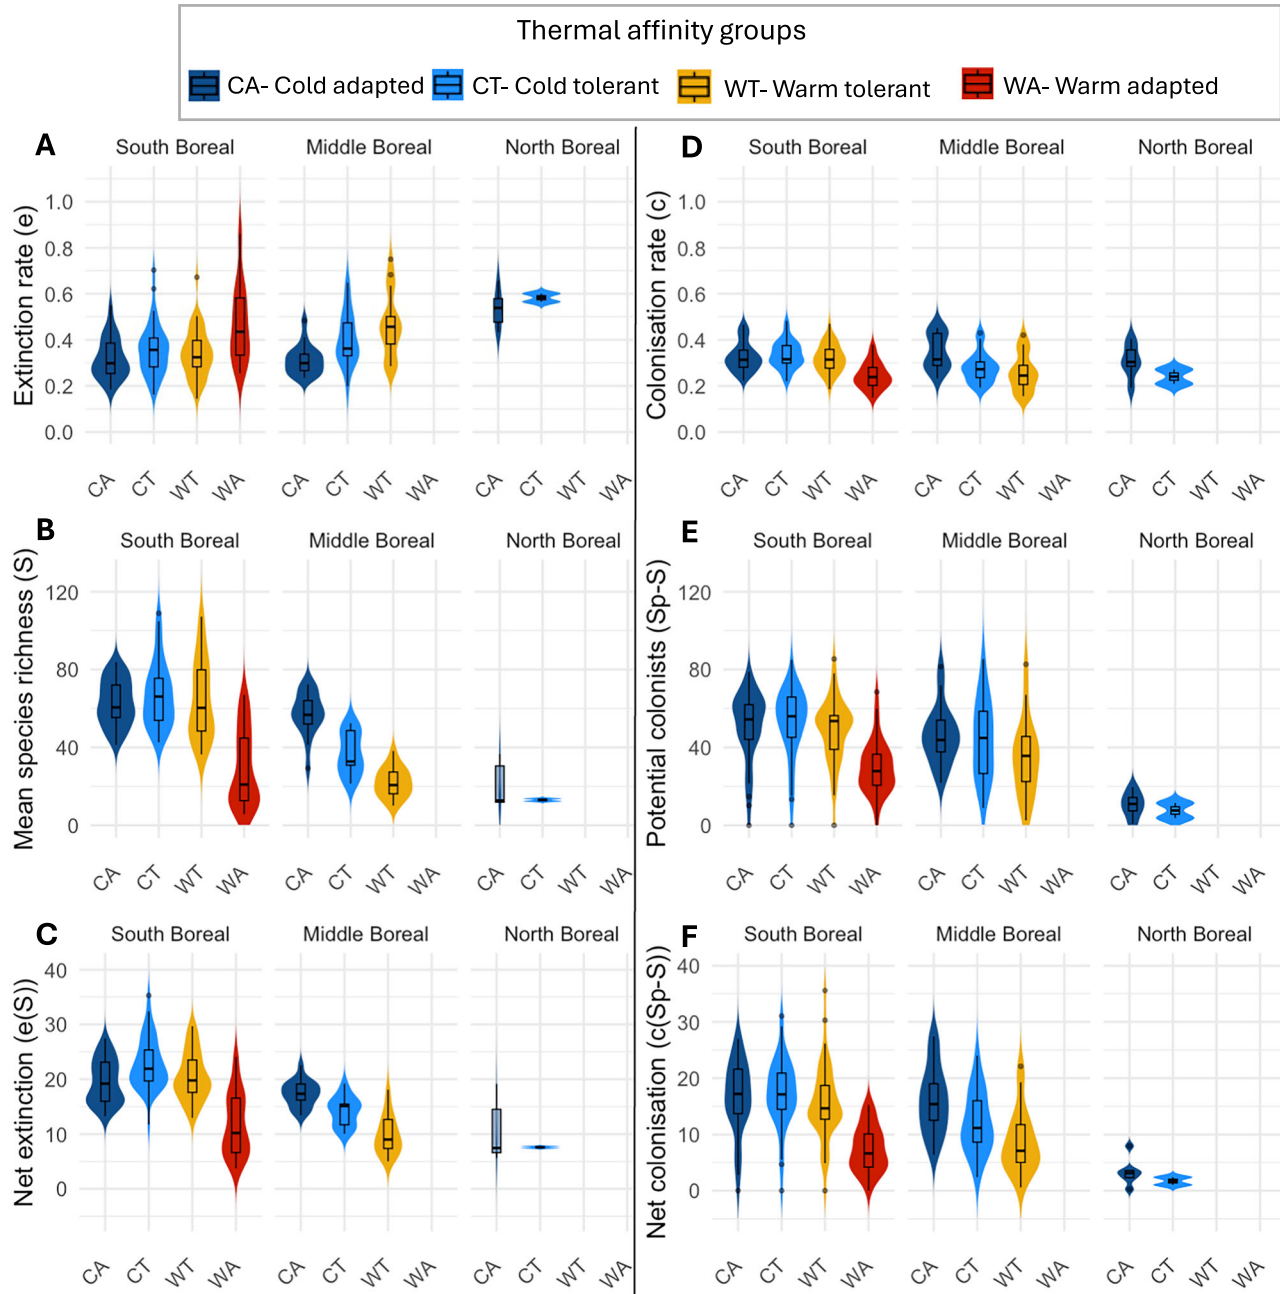 Thermal affinity groups
CA- Cold adapted CT- Cold tolerant WT- Warm tolerant WA- Warm adapted
A
South Boreal Middle Boreal North Boreal
Extinction rate (e)
1.0
0.8
0.6
0.4
0.2
0.0
CA CT WT WA CA CT WT WA CA CT WT WA
B
South Boreal Middle Boreal North Boreal
Mean species richness (S)
120
80
40
0
CA CT WT WA CA CT WT WA CA CT WT WA
C
South Boreal Middle Boreal North Boreal
Net extinction (e(S))
40
30
20
10
0
CA CT WT WA CA CT WT WA CA CT WT WA
D
South Boreal Middle Boreal North Boreal
Colonisation rate (c)
1.0
0.8
0.6
0.4
0.2
0.0
CA CT WT WA CA CT WT WA CA CT WT WA
E
South Boreal Middle Boreal North Boreal
Potential colonists (Sp-S)
120
80
40
0
CA CT WT WA CA CT WT WA CA CT WT WA
F
South Boreal Middle Boreal North Boreal
Net colonisation (c(Sp-S))
40
30
20
10
0
CA CT WT WA CA CT WT WA CA CT WT WA